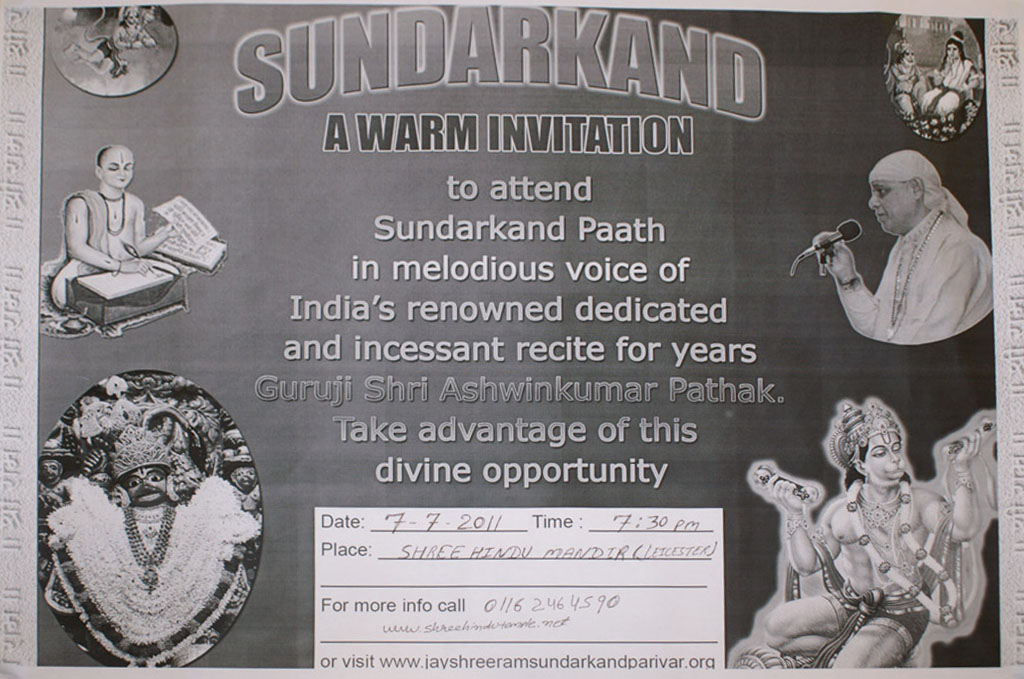 SUNDARKAND
A WARM INVITATION
to attend
Sundarkand Paath
in melodious voice of
India's renowned dedicated
and incessant recite for years
Guruji Shri Ashwinkumar Pathak.
Take advantage of this
divine opportunity
Date: 7-7-2011 Time : 7:30 PM
Place: SHREE HINDU MANDIR (LEICESTER)
For more info call 0116 2464590
www.shreehindutemple.net
or visit www.jayshreeramsundarkandparivar.org